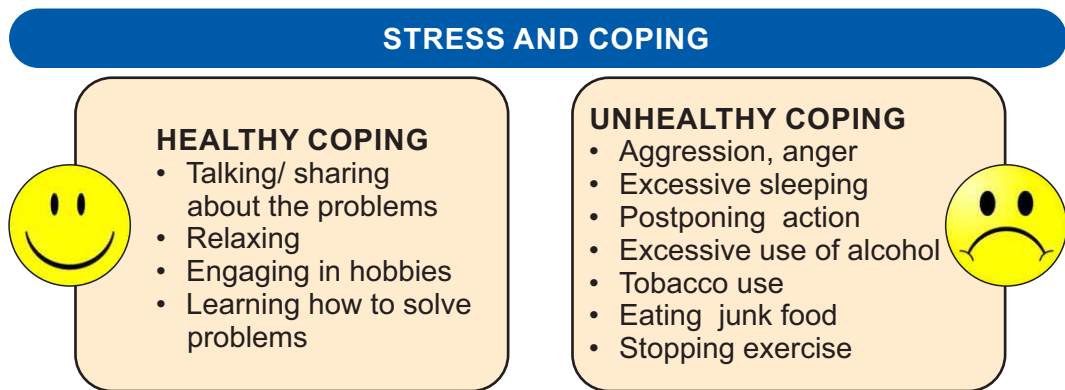 STRESS AND COPING
HEALTHY COPING
• Talking/ sharing
about the problems
• Relaxing
• Engaging in hobbies
• Learning how to solve
problems
UNHEALTHY COPING
• Aggression, anger
• Excessive sleeping
• Postponing action
• Excessive use of alcohol
• Tobacco use
• Eating junk food
• Stopping exercise